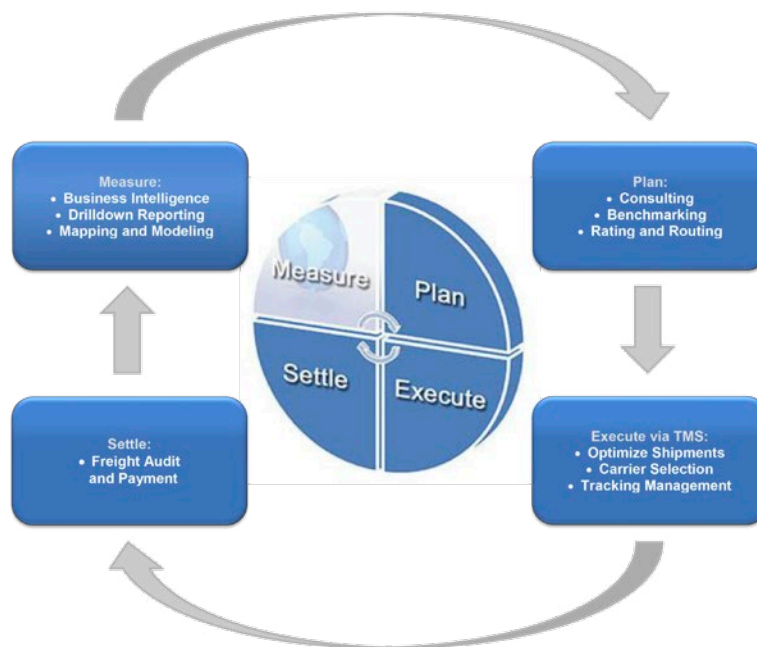 Measure:
• Business Intelligence
• Drilldown Reporting
• Mapping and Modeling
Plan:
• Consulting
• Benchmarking
• Rating and Routing
Measure
Plan
Settle
Execute
Settle:
• Freight Audit
and Payment
Execute via TMS:
• Optimize Shipments
• Carrier Selection
• Tracking Management